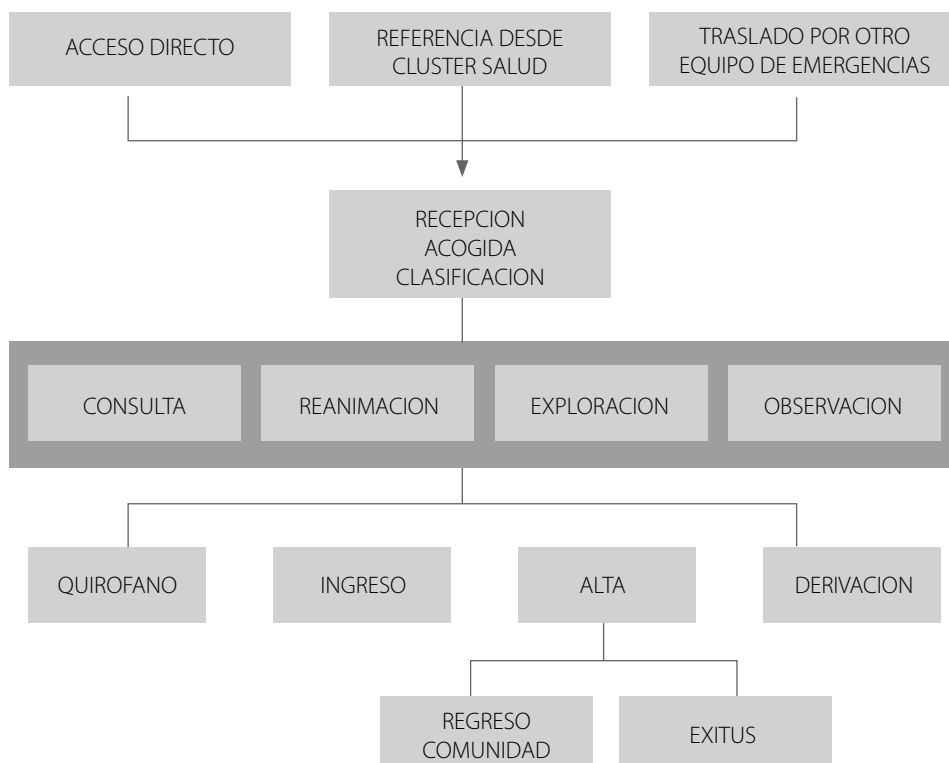 ACCESO DIRECTO
REFERENCIA DESDE
CLUSTER SALUD
TRASLADO POR OTRO
EQUIPO DE EMERGENCIAS
RECEPCION
ACOGIDA
CLASIFICACION
CONSULTA
REANIMACION
EXPLORACION
OBSERVACION
QUIROFANO
INGRESO
ALTA
DERIVACION
REGRESO
COMUNIDAD
EXITUS